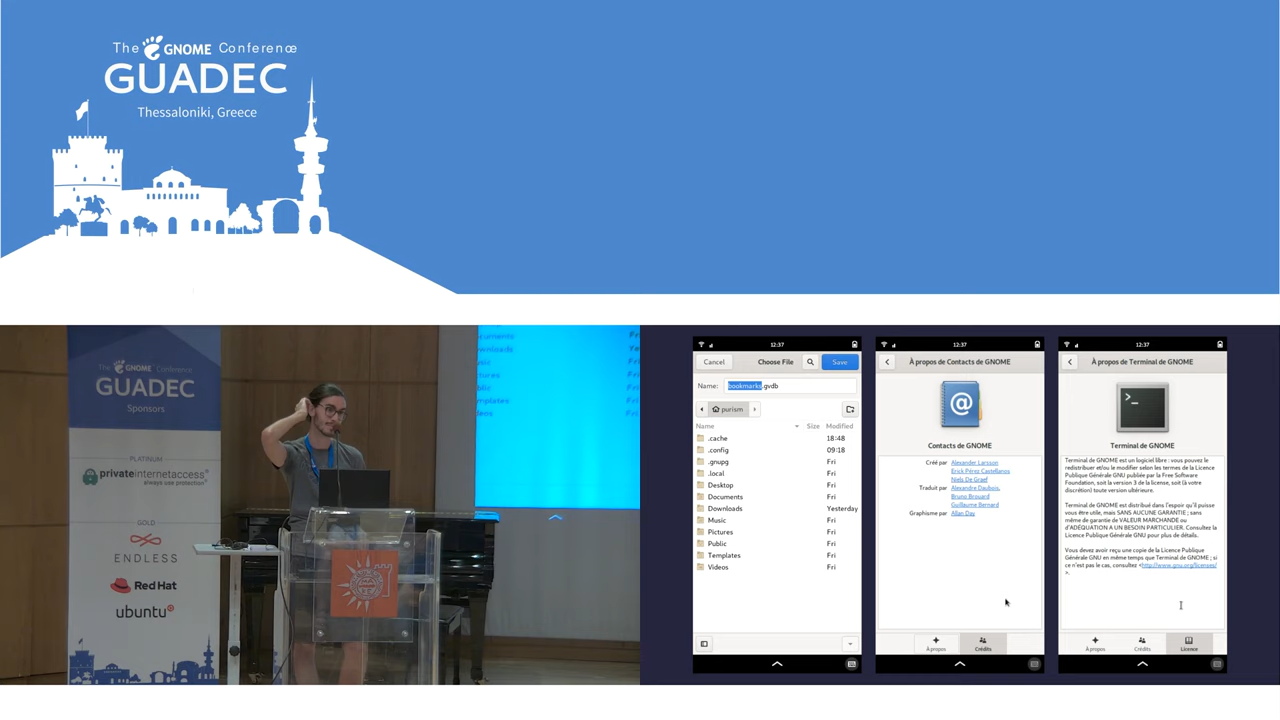 The GNOME Conference
GUADEC
Thessaloniki, Greece
The GNOME Conference
GUADEC
Sponsors
PLATINUM
privateinternetaccess
always use protection
GOLD
ENDLESS
Red Hat
ubuntu
12:37
Cancel
Choose File
Save
Name:
bookmarks.gvdb
purism
Name
Size
Modified
.cache 18:48
.config 09:18
.gnupg Fri
.local Fri
Desktop Fri
Documents Fri
Downloads Yesterday
Music Fri
Pictures Fri
Public Fri
Templates Fri
Videos Fri
12:37
À propos de Contacts de GNOME
Contacts de GNOME
Créé par Alexander Larsson
Erick Pérez Castellanos
Niels De Graef
Traduit par Alexandre Daubois,
Bruno Brouard
Guillaume Bernard
Graphisme par Allan Day
À propos
Crédits
12:37
À propos de Terminal de GNOME
Terminal de GNOME
Terminal de GNOME est un logiciel libre : vous pouvez le
redistribuer et/ou le modifier selon les termes de la Licence
Publique Générale GNU publiée par la Free Software
Foundation, soit la version 3 de la license, soit (à votre
discrétion) toute version ultérieure.
Terminal de GNOME est distribué dans l'espoir qu'il puisse
vous être utile, mais SANS AUCUNE GARANTIE ; sans
même de garantie de VALEUR MARCHANDE ou
d'ADÉQUATION A UN BESOIN PARTICULIER. Consultez la
Licence Publique Générale GNU pour plus de détails.
Vous devez avoir reçu une copie de la Licence Publique
Générale GNU en même temps que Terminal de GNOME ; si
ce n'est pas le cas, consultez <http://www.gnu.org/licenses/
>.
À propos
Crédits
License